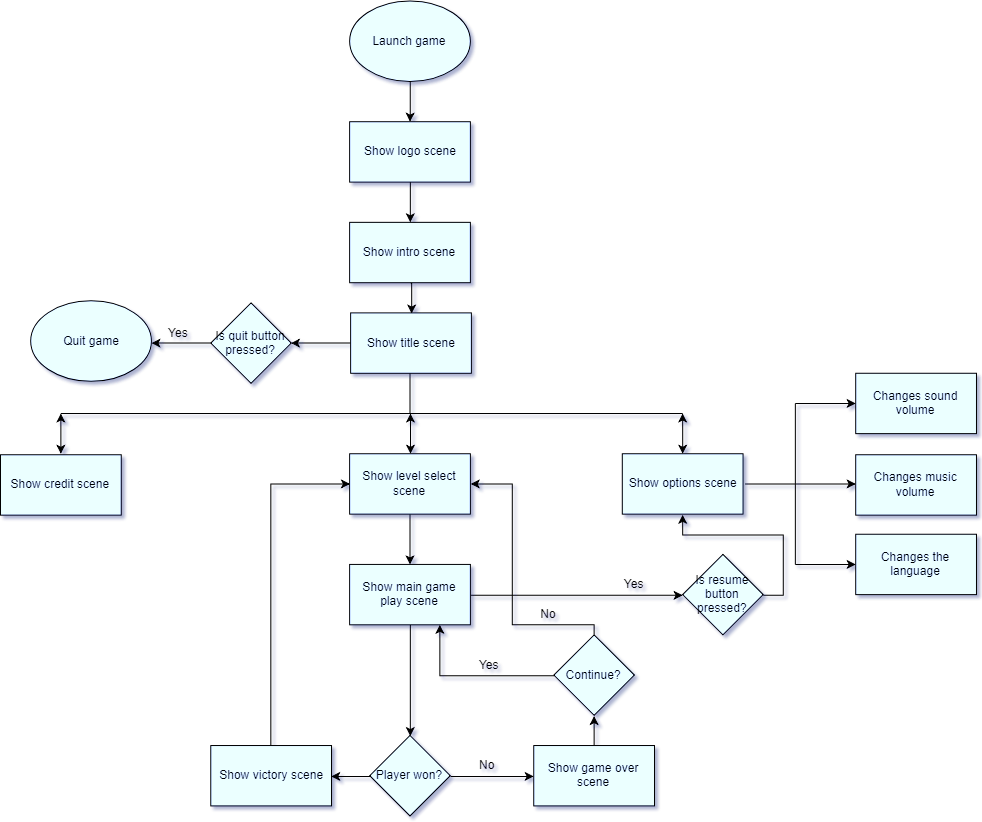 Launch game
Show logo scene
Show intro scene
Quit game
Yes
Is quit button
pressed?
Show title scene
Changes sound
volume
Show credit scene
Show level select
scene
Show options scene
Changes music
volume
Changes the
language
Show main game
play scene
Yes
Is resume
button
pressed?
No
Yes
Continue?
Show victory scene
Player won?
No
Show game over
scene